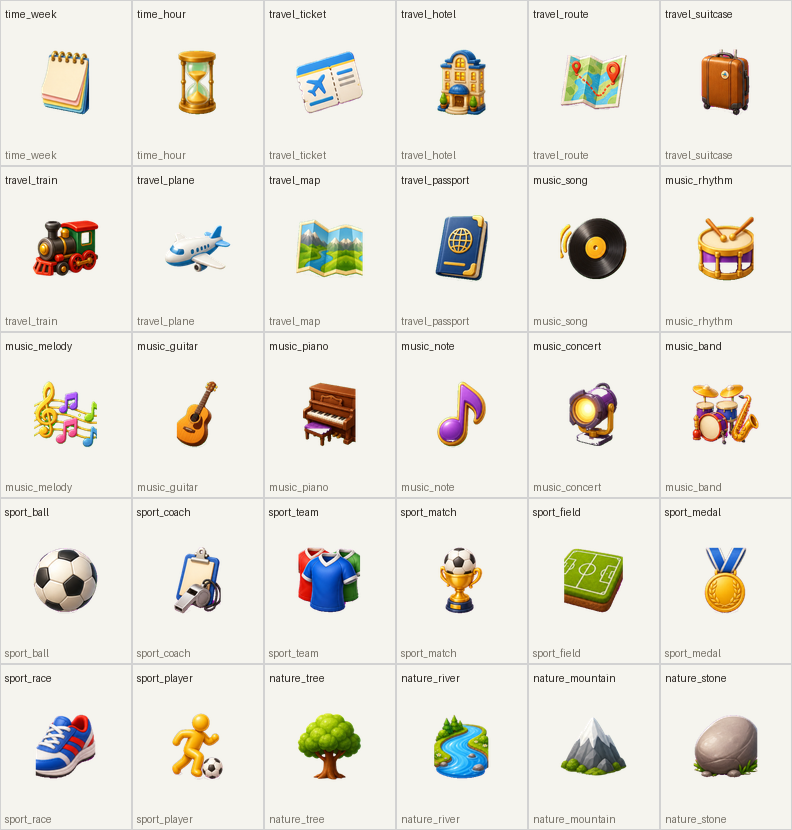 time_week time_hour travel_ticket travel_hotel travel_route travel_suitcase
time_week time_hour travel_ticket travel_hotel travel_route travel_suitcase
travel_train travel_plane travel_map travel_passport music_song music_rhythm
travel_train travel_plane travel_map travel_passport music_song music_rhythm
music_melody music_guitar music_piano music_note music_concert music_band
music_melody music_guitar music_piano music_note music_concert music_band
sport_ball sport_coach sport_team sport_match sport_field sport_medal
sport_ball sport_coach sport_team sport_match sport_field sport_medal
sport_race sport_player nature_tree nature_river nature_mountain nature_stone
sport_race sport_player nature_tree nature_river nature_mountain nature_stone